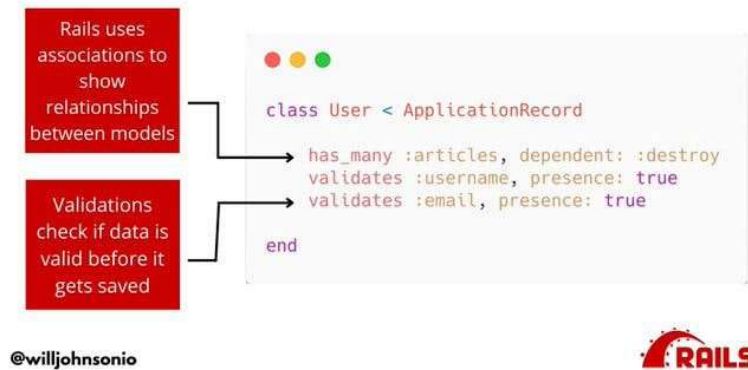 Rails uses
associations to
show
relationships
between models
Validations
check if data is
valid before it
gets saved
class User < ApplicationRecord
has_many :articles, dependent: :destroy
validates :username, presence: true
validates :email, presence: true
end
@willjohnsonio
RAILS